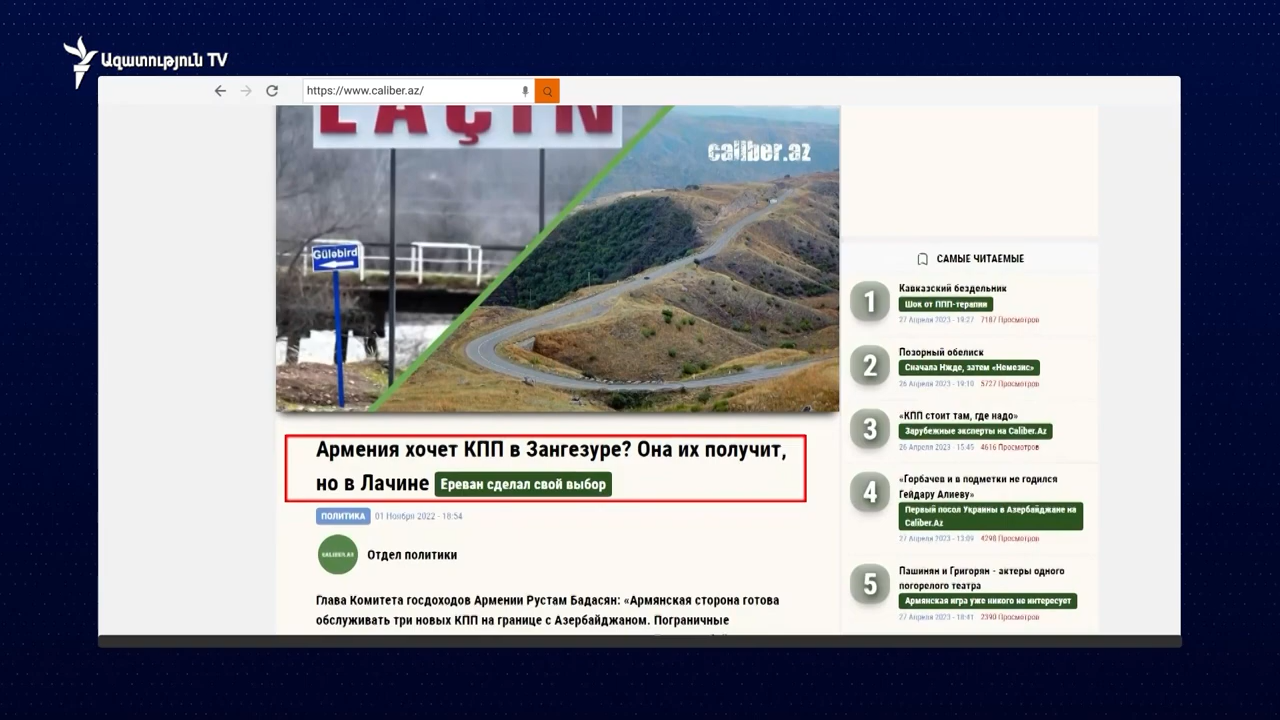 Ազատություն TV
https://www.caliber.az/
LAÇIN
caliber.az
Güləbird
Армения хочет КПП в Зангезуре? Она их получит,
но в Лачине Ереван сделал свой выбор
ПОЛИТИКА 01 Ноября 2022 - 18:54
CALIBER.AZ
Отдел политики
Глава Комитета госдоходов Армении Рустам Бадасян: «Армянская сторона готова
обслуживать три новых КПП на границе с Азербайджаном. Пограничные
САМЫЕ ЧИТАЕМЫЕ
1
Кавказский бездельник
Шок от ППП-терапии
27 Апреля 2023 - 19:27 7187 Просмотров
2
Позорный обелиск
Сначала Нжде, затем «Немезис»
26 Апреля 2023 - 19:10 5727 Просмотров
3
«КПП стоит там, где надо»
Зарубежные эксперты на Caliber.Az
26 Апреля 2023 - 15:45 4616 Просмотров
4
«Горбачев и в подметки не годился
Гейдару Алиеву»
Первый посол Украины в Азербайджане на
Caliber.Az
27 Апреля 2023 - 13:09 4298 Просмотров
5
Пашинян и Григорян - актеры одного
погорелого театра
Армянская игра уже никого не интересует
27 Апреля 2023 - 18:41 2390 Просмотров